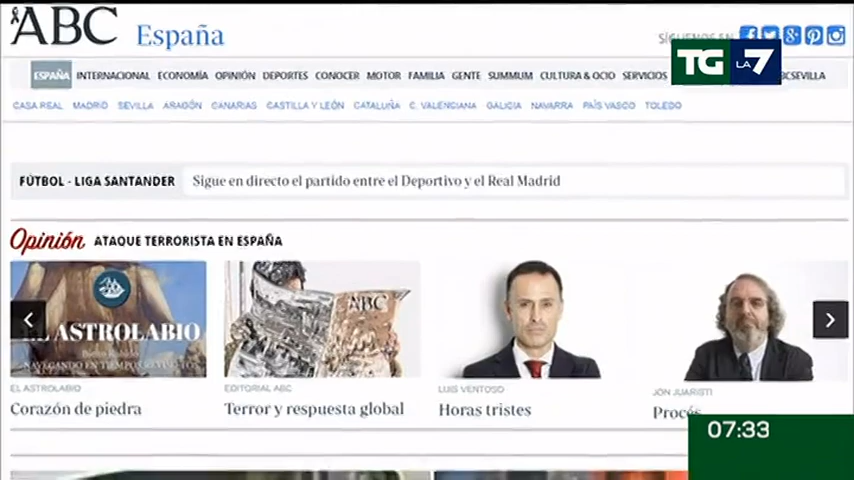 ABC España
SÍGUENOS EN
TG LA 7
ESPAÑA INTERNACIONAL ECONOMÍA OPINIÓN DEPORTES CONOCER MOTOR FAMILIA GENTE SUMMUM CULTURA & OCIO SERVICIOS
CASA REAL MADRID SEVILLA ARAGÓN CANARIAS CASTILLA Y LEÓN CATALUÑA C. VALENCIANA GALICIA NAVARRA PAÍS VASCO TOLEDO
FÚTBOL - LIGA SANTANDER Sigue en directo el partido entre el Deportivo y el Real Madrid
Opinión ATAQUE TERRORISTA EN ESPAÑA
ABC
EL ASTROLABIO
EL ASTROLABIO EDITORIAL ABC LUIS VENTOSO JON JUARISTI
Corazón de piedra Terror y respuesta global Horas tristes Procés
07:33